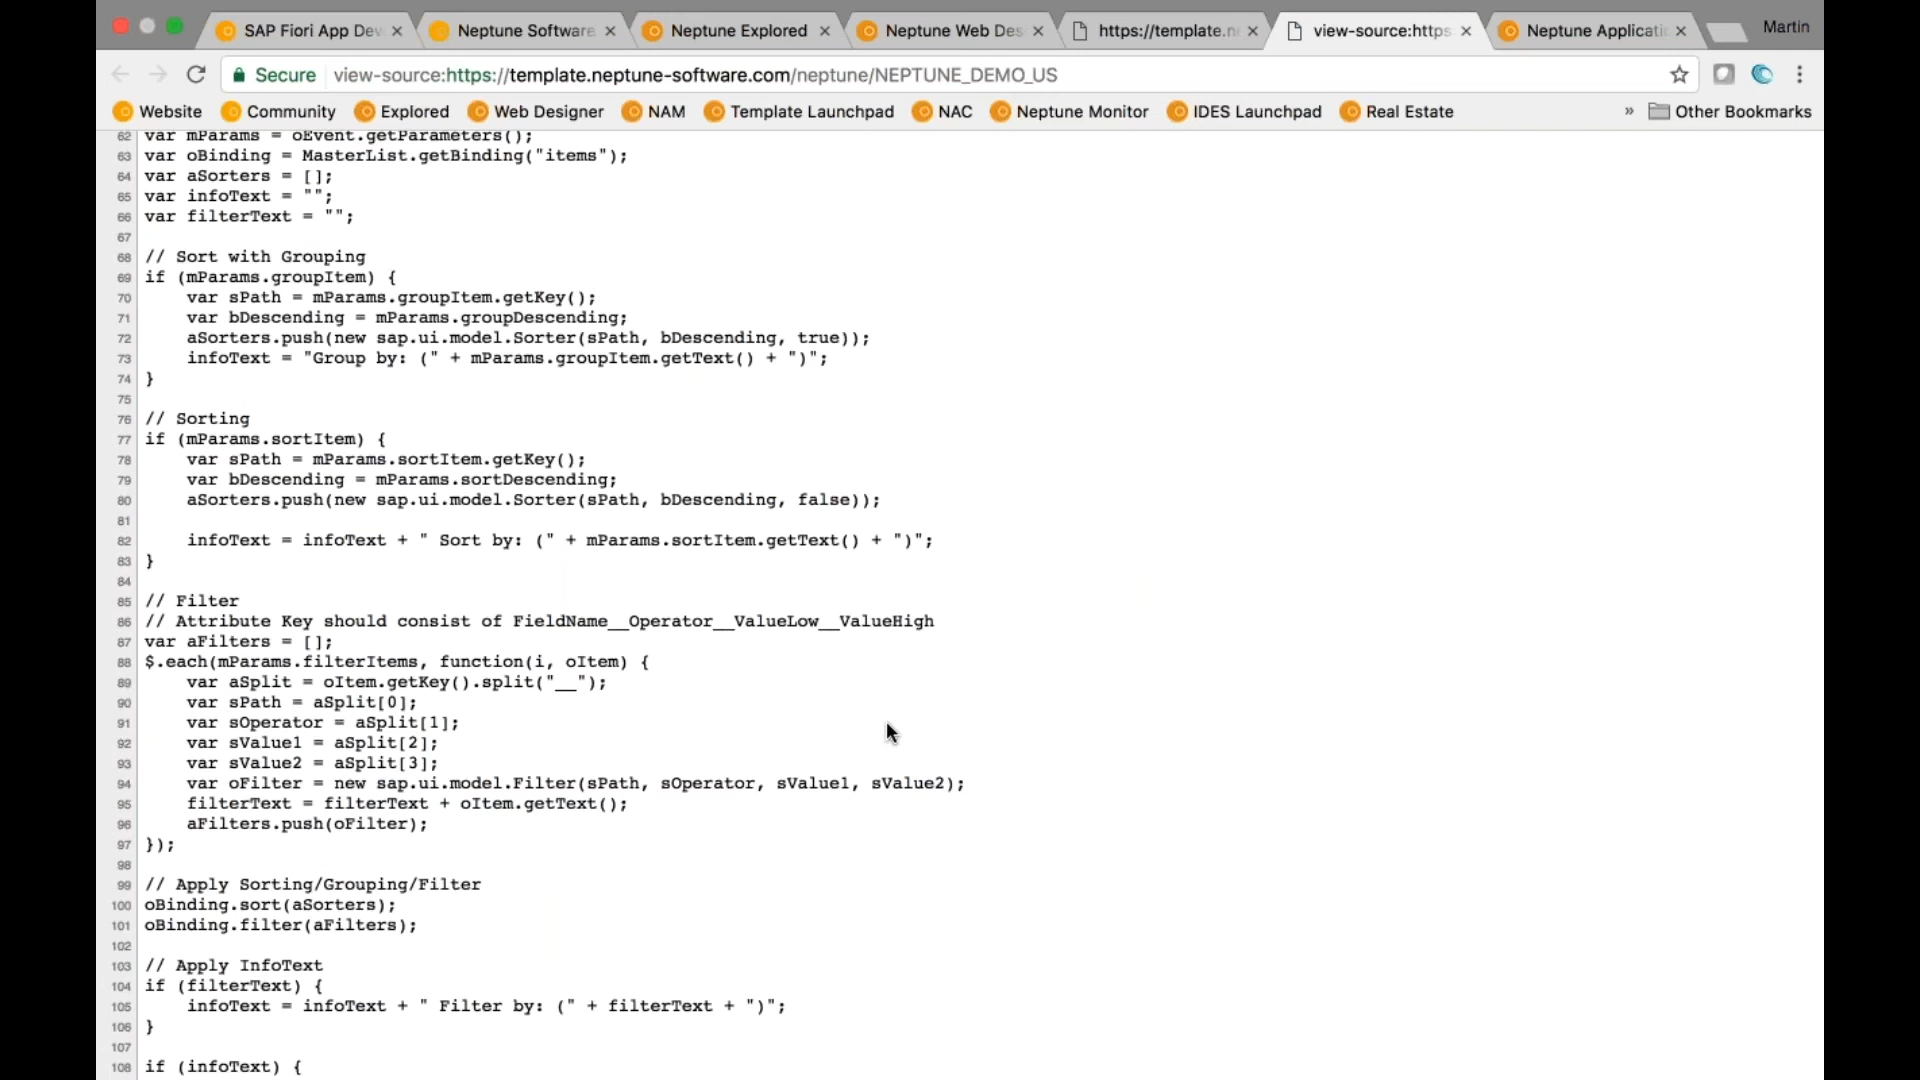 SAP Fiori App Dev
Neptune Software
Neptune Explored
Neptune Web Des
https://template.n
view-source:https
Neptune Applicati
Martin
Secure
view-source:https://template.neptune-software.com/neptune/NEPTUNE_DEMO_US
Website
Community
Explored
Web Designer
NAM
Template Launchpad
NAC
Neptune Monitor
IDES Launchpad
Real Estate
»
Other Bookmarks
62 var mParams = oEvent.getParameters();
63 var oBinding = MasterList.getBinding("items");
64 var aSorters = [];
65 var infoText = "";
66 var filterText = "";
67
68 // Sort with Grouping
69 if (mParams.groupItem) {
70     var sPath = mParams.groupItem.getKey();
71     var bDescending = mParams.groupDescending;
72     aSorters.push(new sap.ui.model.Sorter(sPath, bDescending, true));
73     infoText = "Group by: (" + mParams.groupItem.getText() + ")";
74 }
75
76 // Sorting
77 if (mParams.sortItem) {
78     var sPath = mParams.sortItem.getKey();
79     var bDescending = mParams.sortDescending;
80     aSorters.push(new sap.ui.model.Sorter(sPath, bDescending, false));
81
82     infoText = infoText + " Sort by: (" + mParams.sortItem.getText() + ")";
83 }
84
85 // Filter
86 // Attribute Key should consist of FieldName__Operator__ValueLow__ValueHigh
87 var aFilters = [];
88 $.each(mParams.filterItems, function(i, oItem) {
89     var aSplit = oItem.getKey().split("__");
90     var sPath = aSplit[0];
91     var sOperator = aSplit[1];
92     var sValue1 = aSplit[2];
93     var sValue2 = aSplit[3];
94     var oFilter = new sap.ui.model.Filter(sPath, sOperator, sValue1, sValue2);
95     filterText = filterText + oItem.getText();
96     aFilters.push(oFilter);
97 });
98
99 // Apply Sorting/Grouping/Filter
100 oBinding.sort(aSorters);
101 oBinding.filter(aFilters);
102
103 // Apply InfoText
104 if (filterText) {
105     infoText = infoText + " Filter by: (" + filterText + ")";
106 }
107
108 if (infoText) {